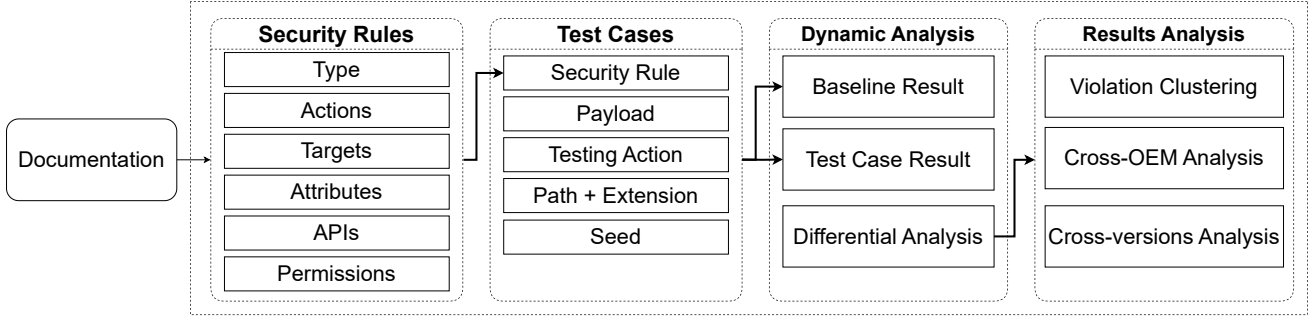 Documentation
Security Rules
Type
Actions
Targets
Attributes
APIs
Permissions
Test Cases
Security Rule
Payload
Testing Action
Path + Extension
Seed
Dynamic Analysis
Baseline Result
Test Case Result
Differential Analysis
Results Analysis
Violation Clustering
Cross-OEM Analysis
Cross-versions Analysis